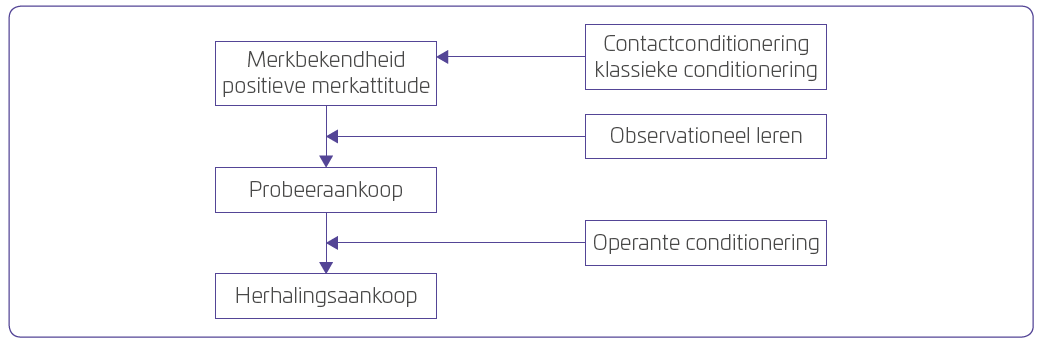 Merkbekendheid
positieve merkattitude
Contactconditionering
klassieke conditionering
Observationeel leren
Probeeraankoop
Operante conditionering
Herhalingsaankoop